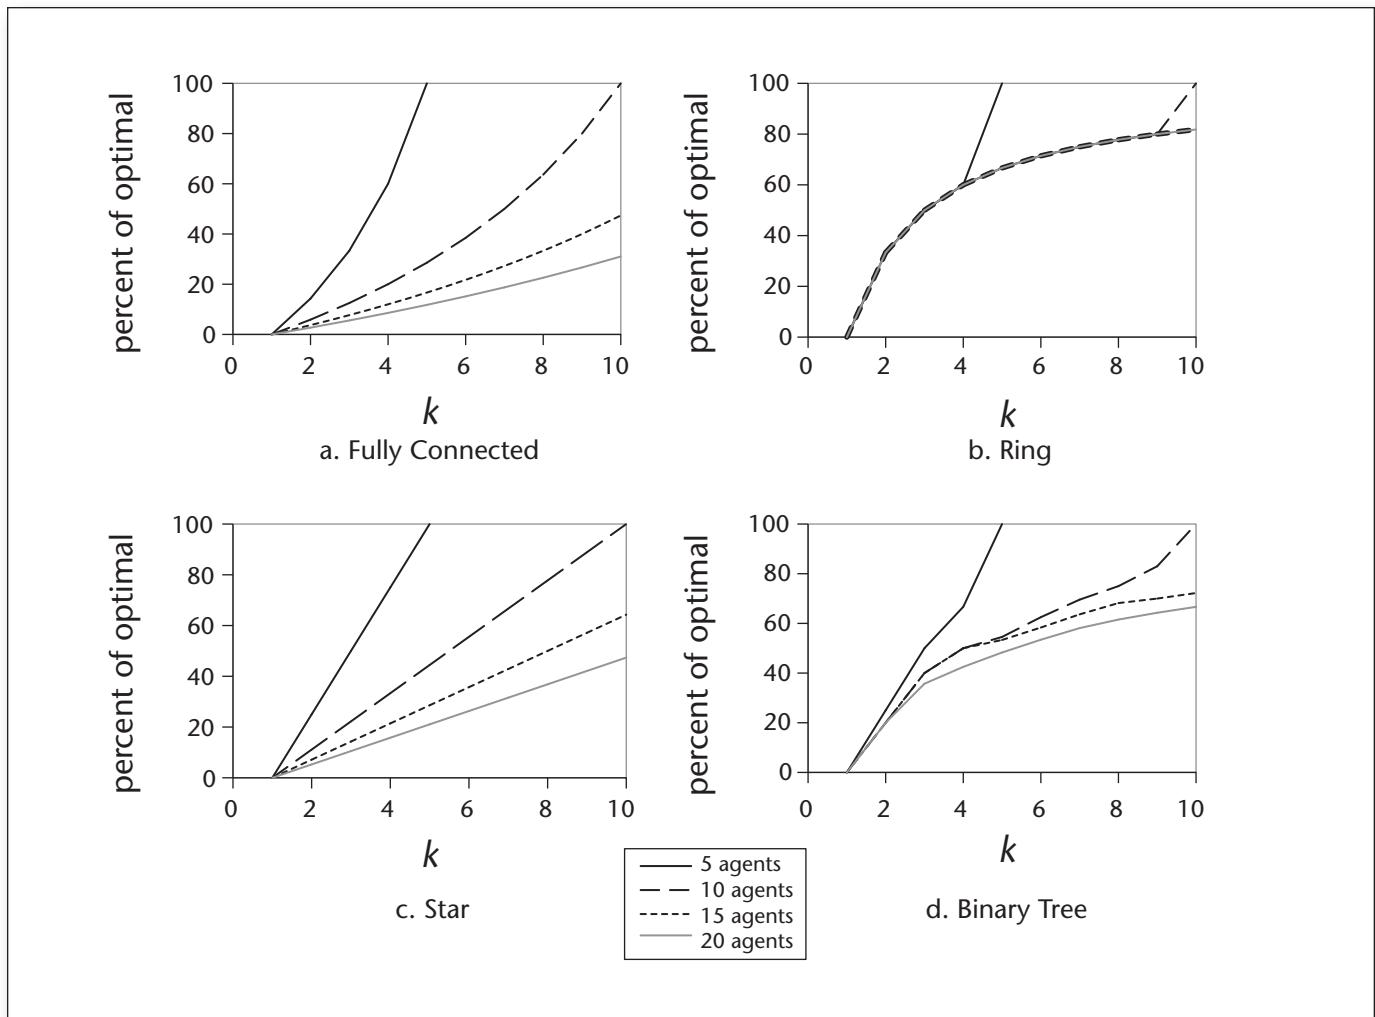 percent of optimal
100
80
60
40
20
0
0 2 4 6 8 10
k
a. Fully Connected
percent of optimal
100
80
60
40
20
0
0 2 4 6 8 10
k
b. Ring
percent of optimal
100
80
60
40
20
0
0 2 4 6 8 10
k
c. Star
percent of optimal
100
80
60
40
20
0
0 2 4 6 8 10
k
d. Binary Tree
5 agents
10 agents
15 agents
20 agents